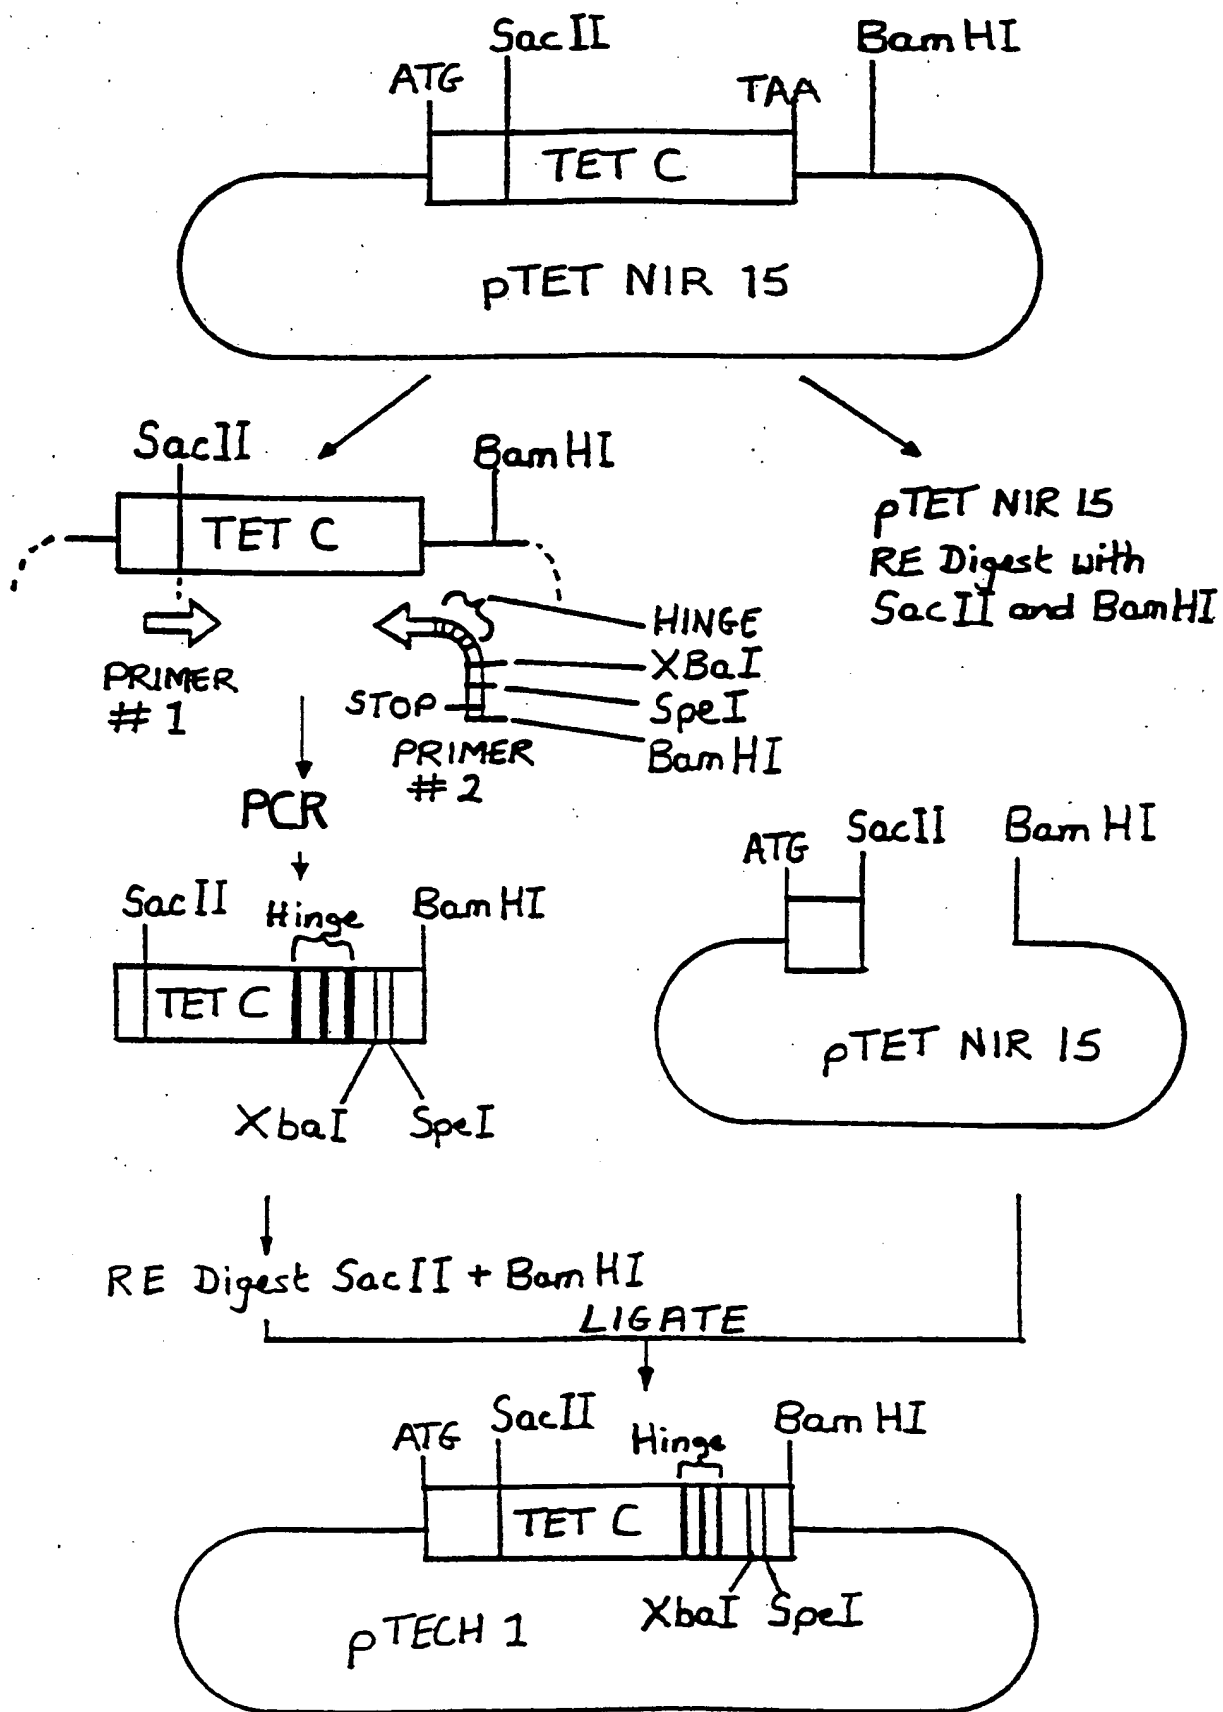 SacII
BamHI
ATG
TAA
TET C
pTET NIR 15
SacII
BamHI
TET C
pTET NIR 15
RE Digest with
SacII and BamHI
HINGE
XBaI
SpeI
BamHI
STOP
PRIMER
#1
PRIMER
#2
PCR
SacII
Hinge
BamHI
TET C
XbaI
SpeI
ATG
SacII
BamHI
pTET NIR 15
RE Digest SacII + BamHI
LIGATE
ATG
SacII
Hinge
BamHI
TET C
XbaI
SpeI
pTECH 1